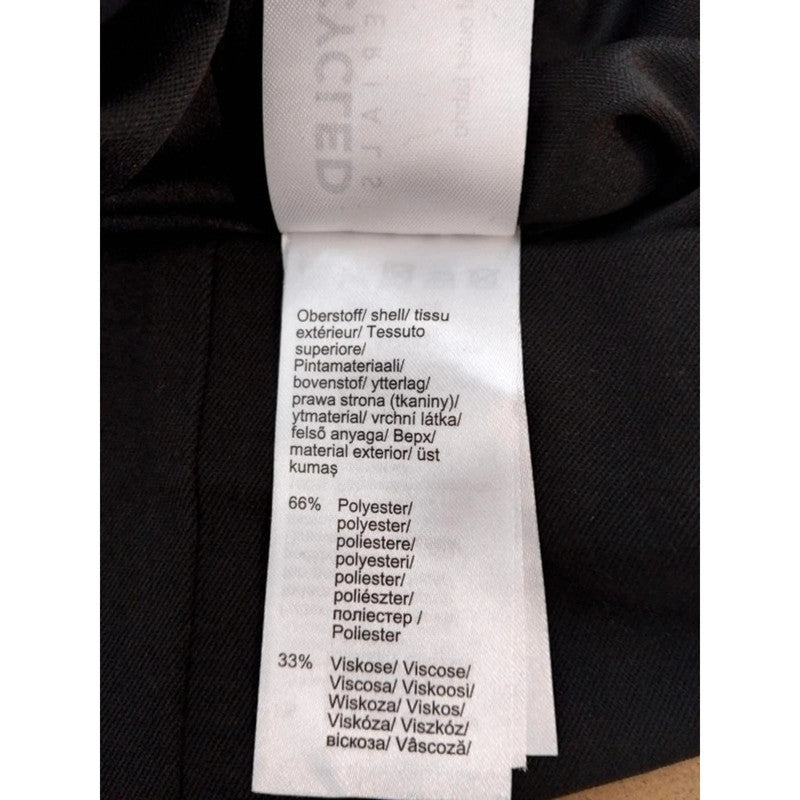 ERIALS
CYCLED
Oberstoff/ shell/ tissu
extérieur/ Tessuto
superiore/
Pintamateriaali/
bovenstof/ ytterlag/
prawa strona (tkaniny)/
ytmaterial/ vrchní látka/
felső anyaga/ Верх/
material exterior/ üst
kumaş
66% Polyester/
polyester/
poliestere/
polyesteri/
poliester/
poliészter/
поліестер /
Poliester
33% Viskose/ Viscose/
Viscosa/ Viskoosi/
Wiskoza/ Viskos/
Viskóza/ Viszkóz/
віскоза/ Vâscoză/